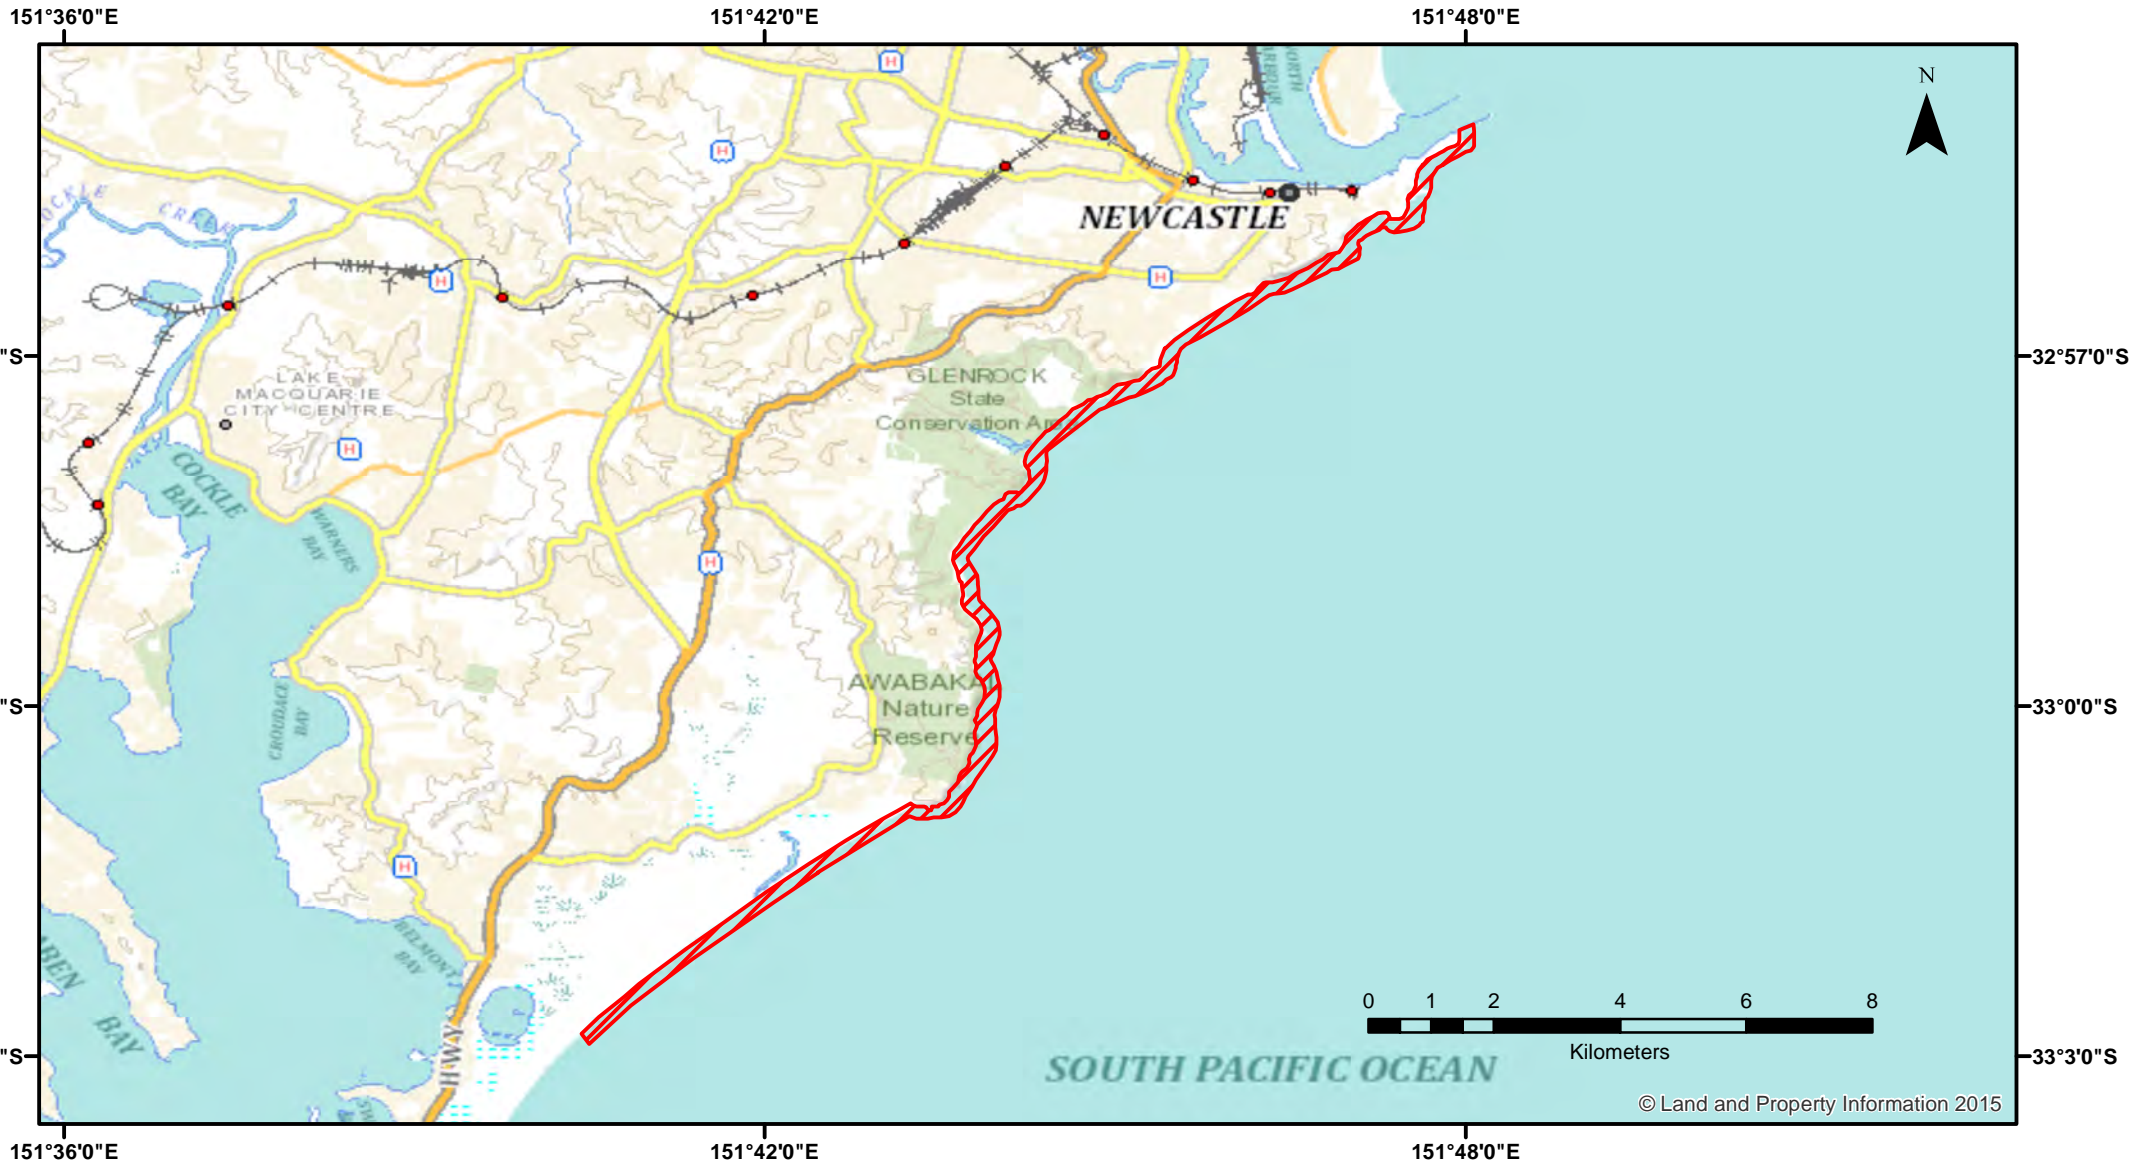 151°36'0"E
151°42'0"E
151°48'0"E
N
H
H
NEWCASTLE
H
H
CREEK
"S
32°57'0"S
LAKE
MACQUARIE
CITY CENTRE
GLENROCK
State
Conservation Area
H
COCKLE
BAY
WARNERS
BAY
H
AWABAKAL
Nature
Reserve
CROUDACE
BAY
"S
33°0'0"S
H
BELMONT
BAY
BAY
HWY
0 1 2 4 6 8
Kilometers
"S
33°3'0"S
SOUTH PACIFIC OCEAN
© Land and Property Information 2015
151°36'0"E
151°42'0"E
151°48'0"E